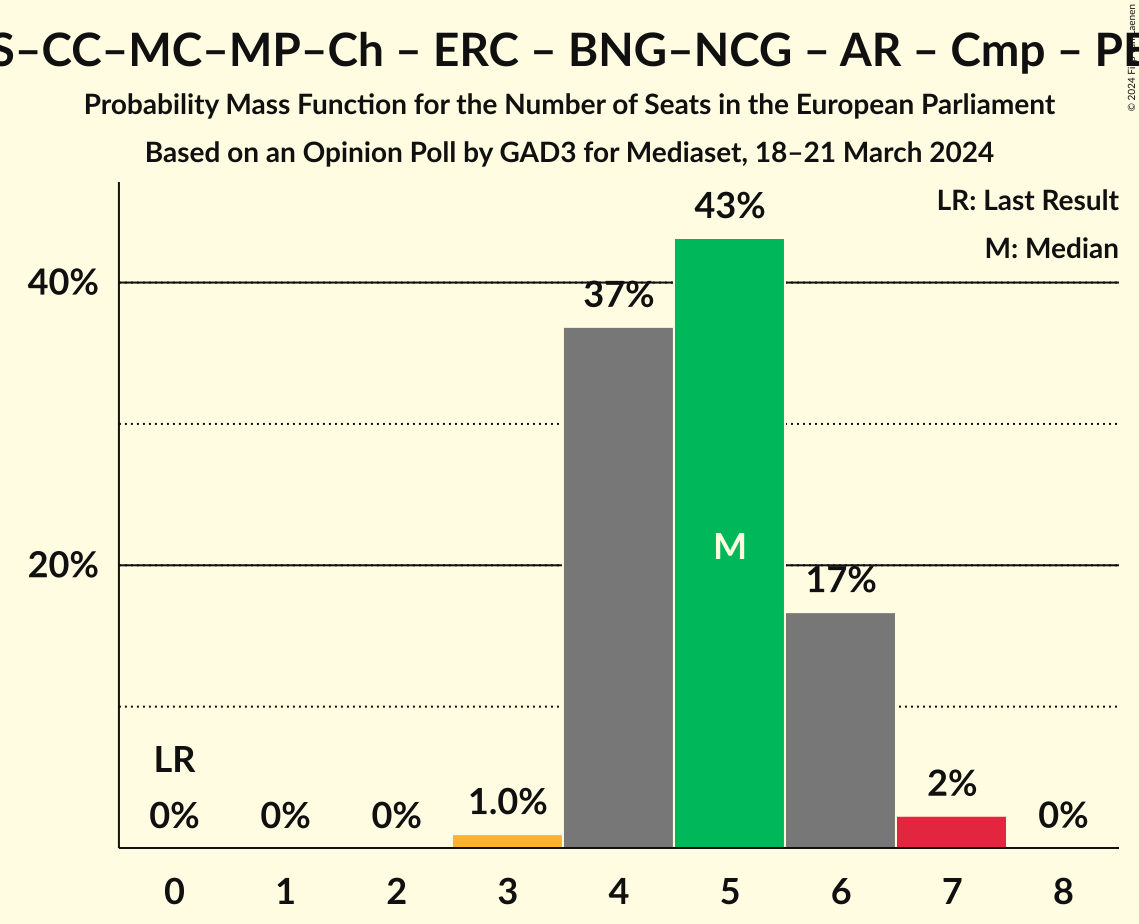 S–CC–MC–MP–Ch – ERC – BNG–NCG – AR – Cmp –
Probability Mass Function for the Number of Seats in the European Parliament
Based on an Opinion Poll by GAD3 for Mediaset, 18–21 March 2024
© 2024
LR: Last Result
M: Median
43%
40%
37%
M
20%
17%
LR
0%
0%
0%
1.0%
2%
0%
0 1 2 3 4 5 6 7 8